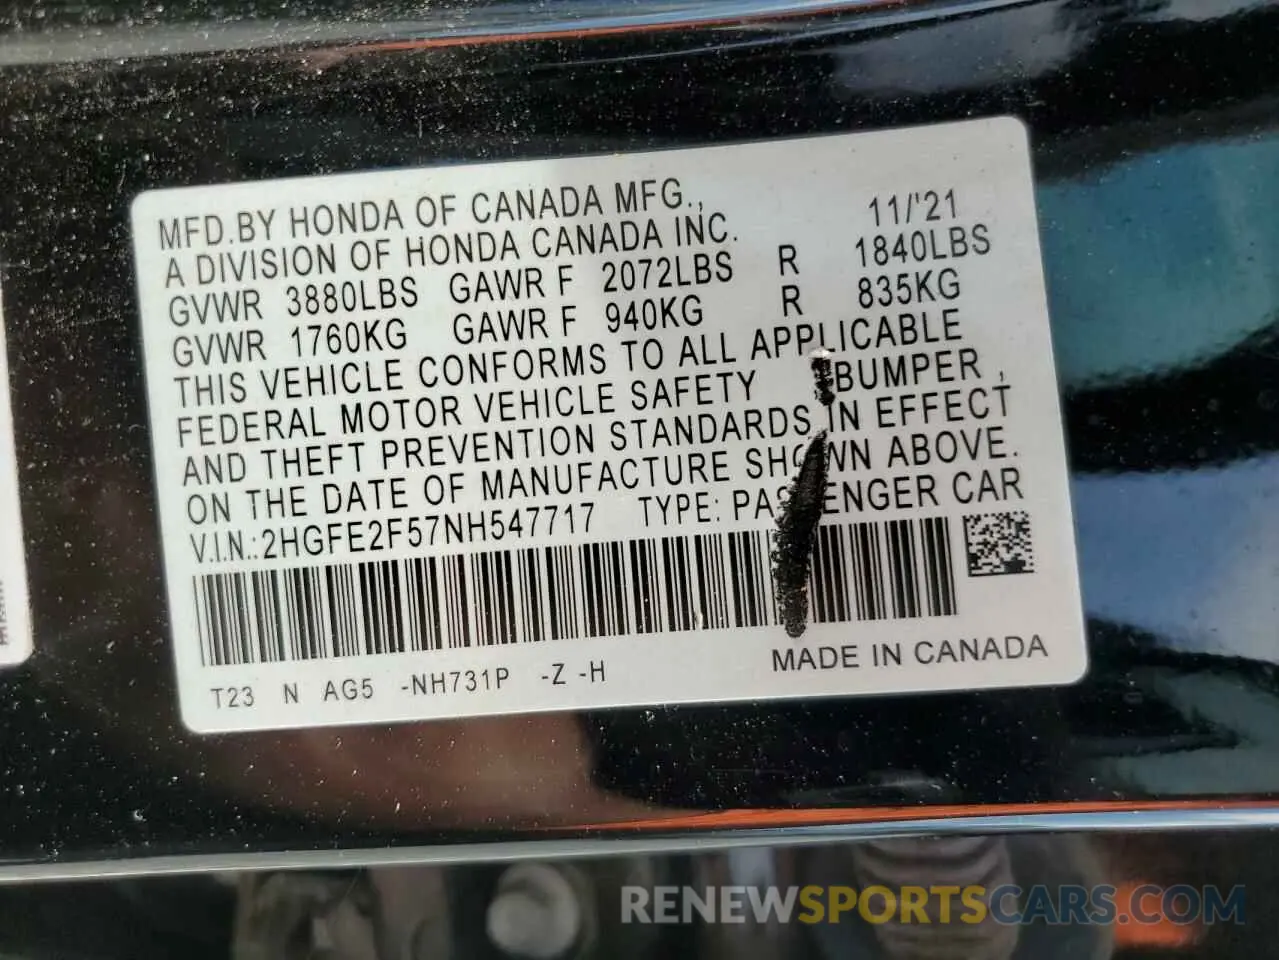 MFD.BY HONDA OF CANADA MFG., 11/'21
A DIVISION OF HONDA CANADA INC.
GVWR 3880LBS GAWR F 2072LBS R 1840LBS
GVWR 1760KG GAWR F 940KG R 835KG
THIS VEHICLE CONFORMS TO ALL APPLICABLE
FEDERAL MOTOR VEHICLE SAFETY BUMPER ,
AND THEFT PREVENTION STANDARDS IN EFFECT
ON THE DATE OF MANUFACTURE SHOWN ABOVE.
V.I.N.:2HGFE2F57NH547717 TYPE: PASSENGER CAR
T23 N AG5 -NH731P -Z -H MADE IN CANADA
RENEWSPORTSCARS.COM